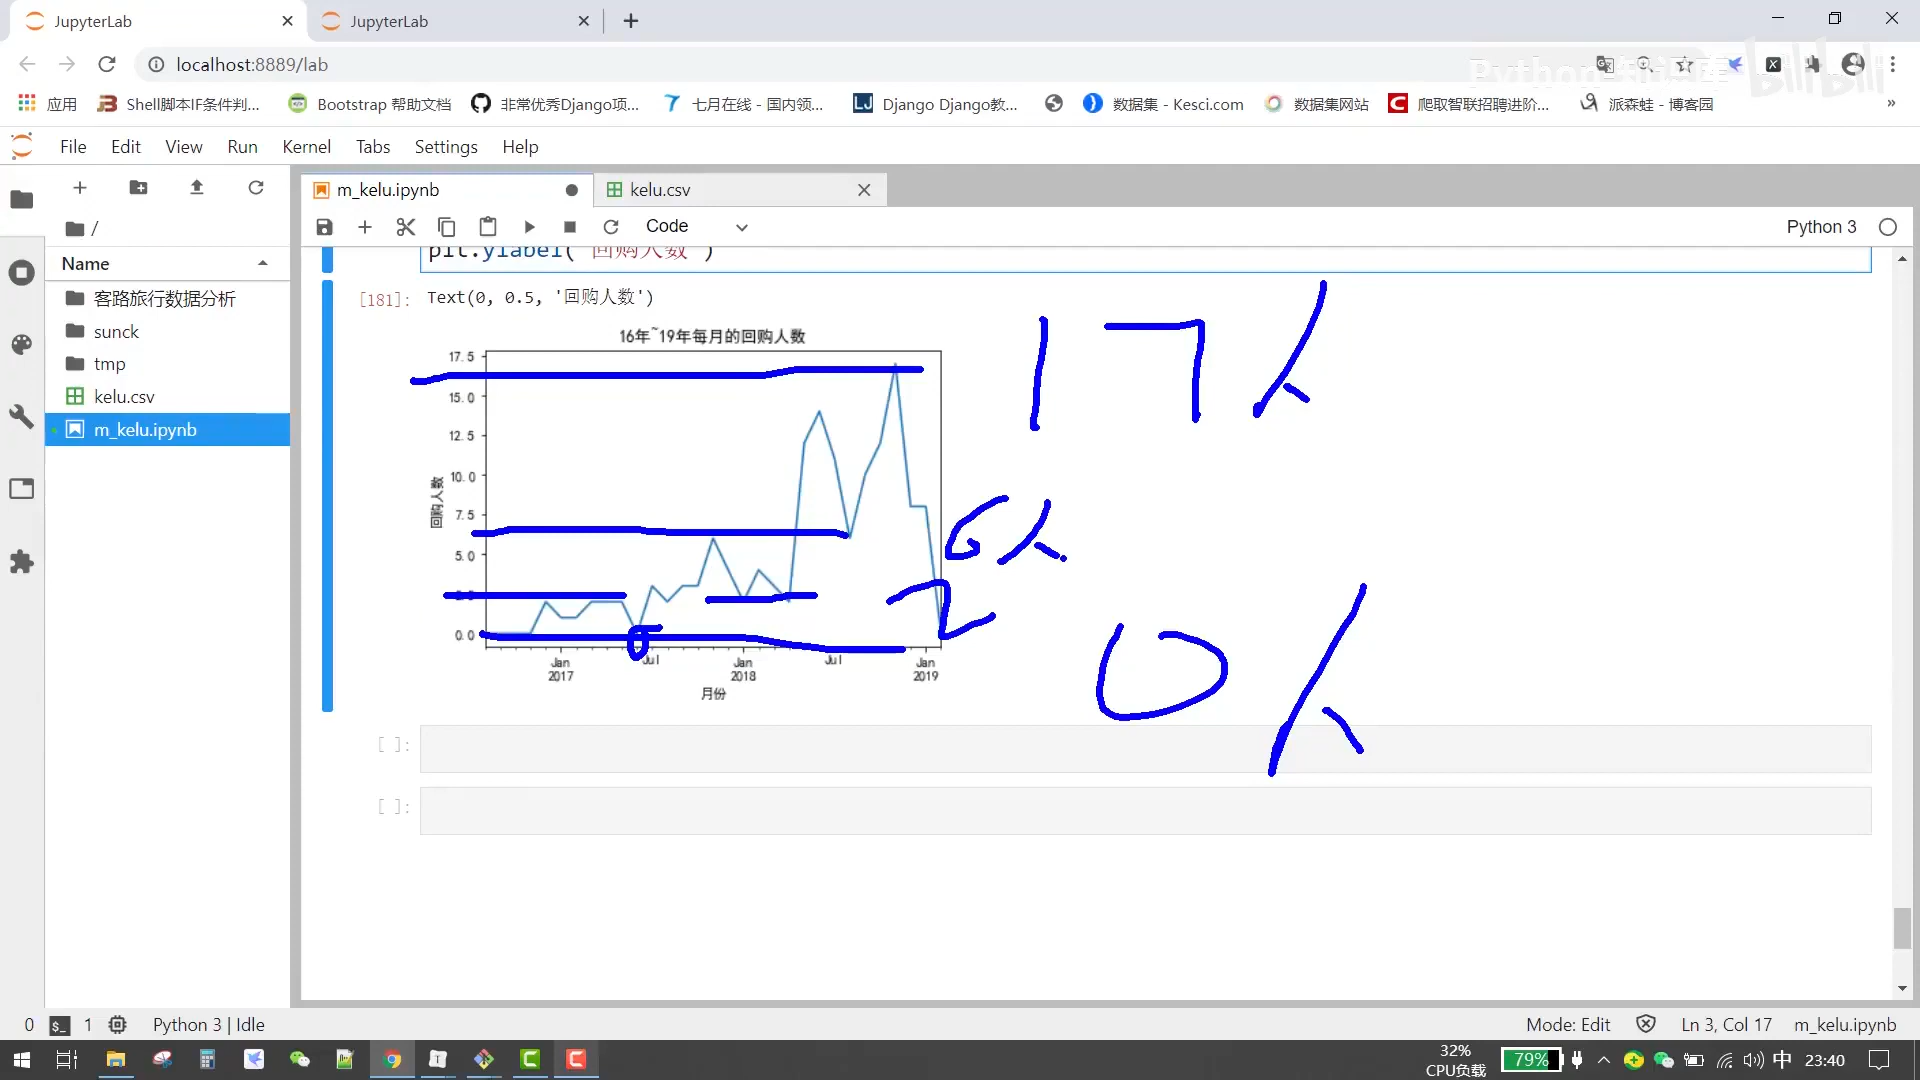 JupyterLab
JupyterLab
localhost:8889/lab
Python 知识库 bilibili
应用
Shell脚本IF条件判...
Bootstrap 帮助文档
非常优秀Django项...
七月在线 - 国内领...
Django Django教...
数据集 - Kesci.com
数据集网站
爬取智联招聘进阶...
派森蛙 - 博客园
»
File Edit View Run Kernel Tabs Settings Help
m_kelu.ipynb
kelu.csv
Code
Python 3
/
Name
客路旅行数据分析
sunck
tmp
kelu.csv
m_kelu.ipynb
plt.ylabel('回购人数')
[181]: Text(0, 0.5, '回购人数')
16年~19年每月的回购人数
17.5
15.0
12.5
10.0
7.5
5.0
2.5
0.0
回购人数
Jan
2017
Jul
Jan
2018
Jul
Jan
2019
月份
17人
6人
2
0人
0
[ ]:
[ ]:
0 1 Python 3 | Idle
Mode: Edit Ln 3, Col 17 m_kelu.ipynb
32%
CPU负载
79%
中
23:40